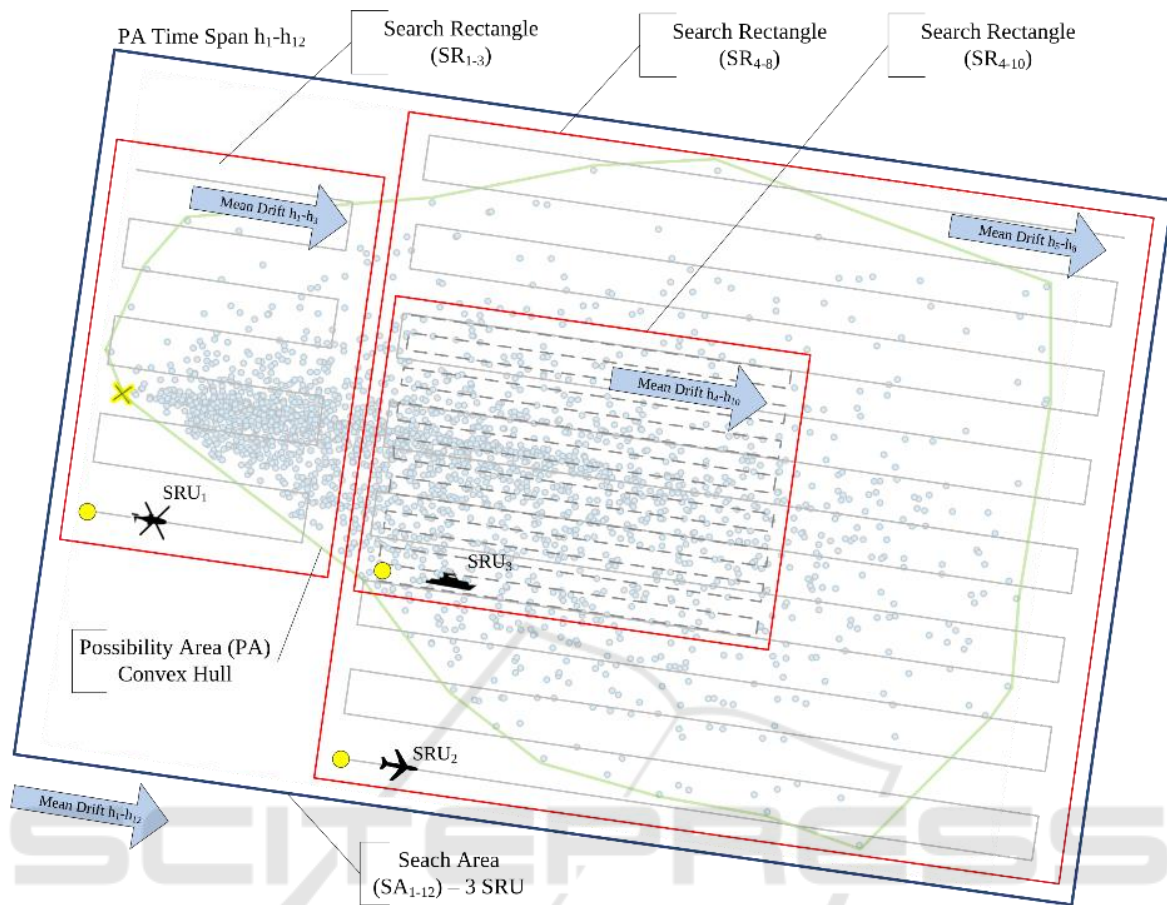 PA Time Span h₁-h₁₂
Search Rectangle
(SR₁₋₃)
Search Rectangle
(SR₄₋₈)
Search Rectangle
(SR₄₋₁₀)
Mean Drift h₁-h₃
Mean Drift h₅-h₈
Mean Drift h₄-h₁₀
SRU₁
SRU₃
Possibility Area (PA)
Convex Hull
SRU₂
Mean Drift h₁-h₁₂
Seach Area
(SA₁₋₁₂) – 3 SRU
SCITEPRESS